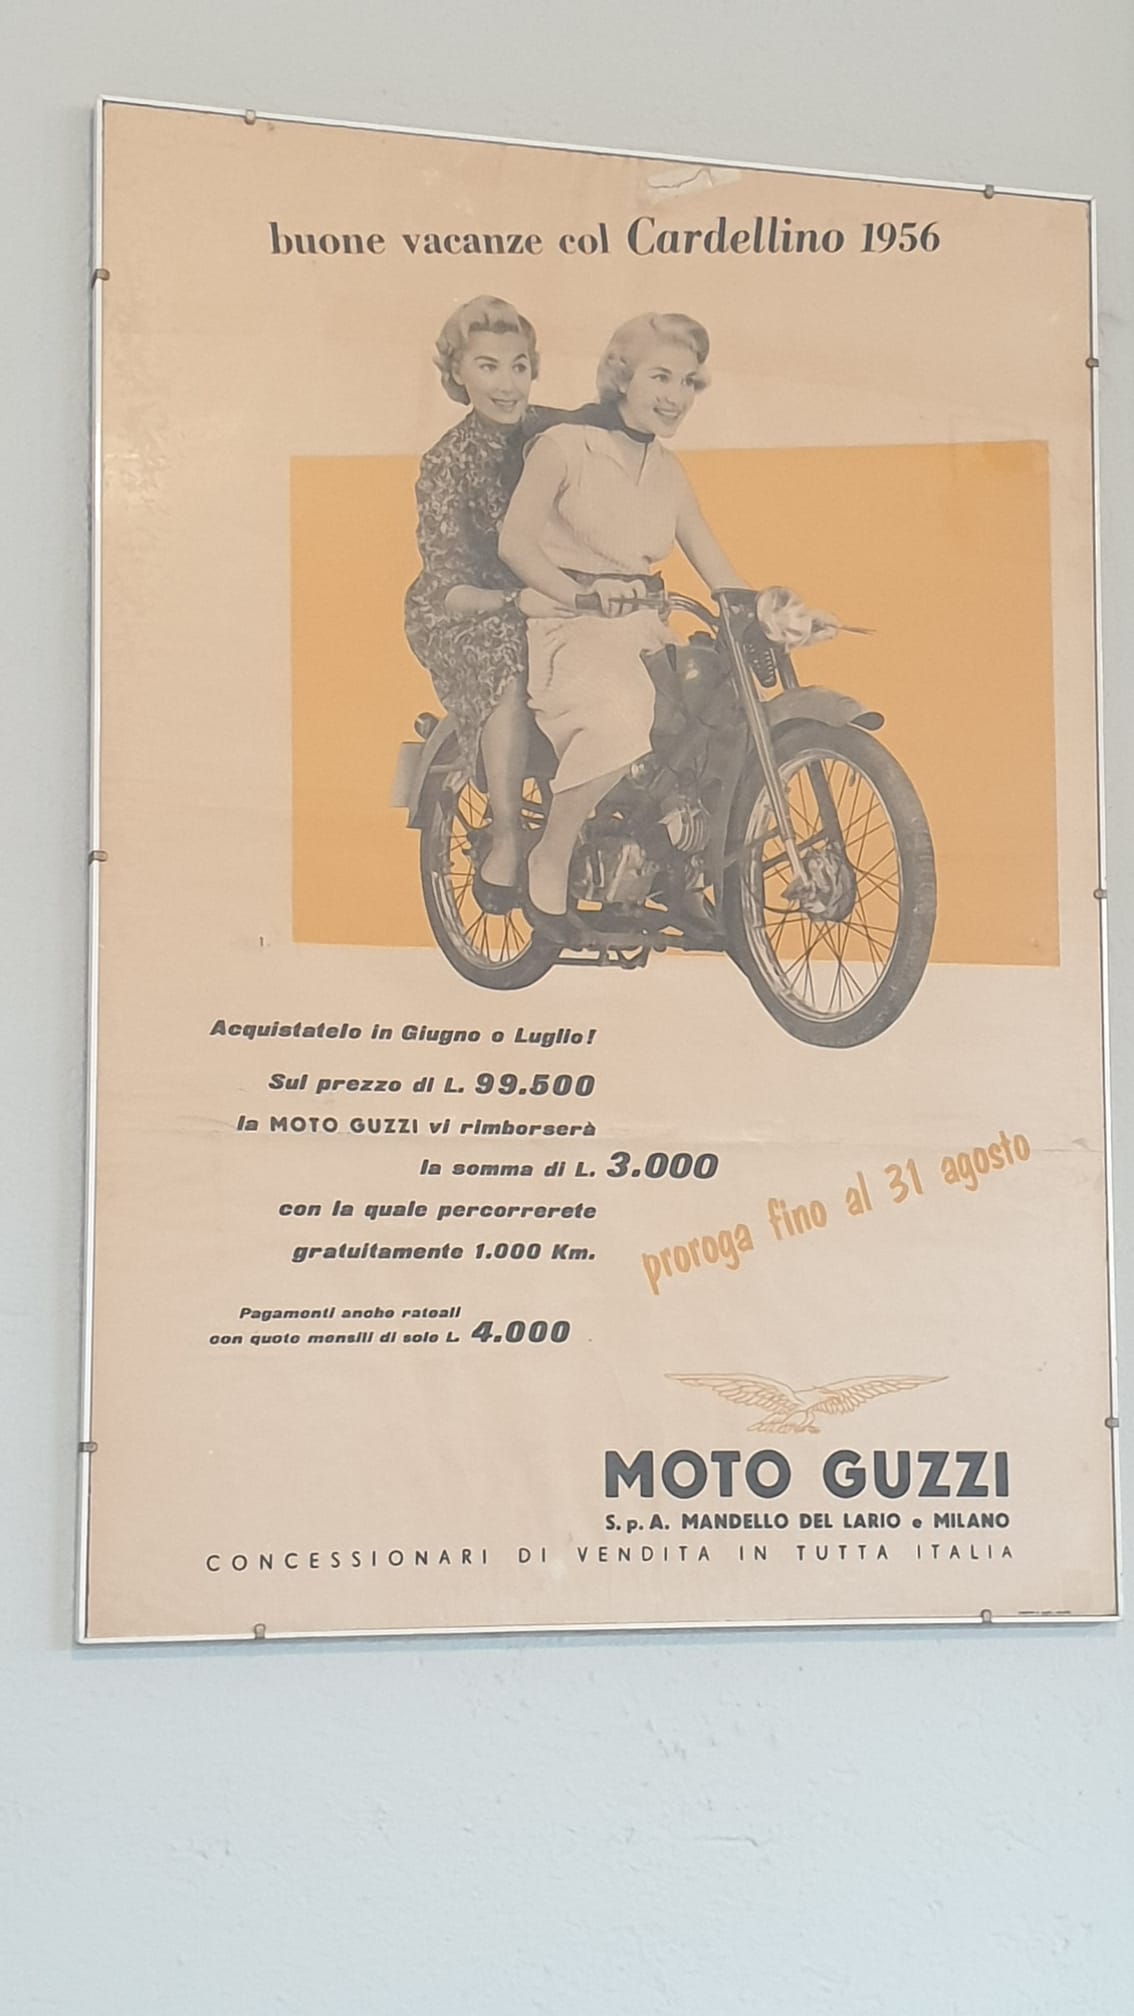 buone vacanze col Cardellino 1956
Acquistatelo in Giugno o Luglio!
Sul prezzo di L. 99.500
la MOTO GUZZI vi rimborserà
la somma di L. 3.000
con la quale percorrerete
gratuitamente 1.000 Km.
proroga fino al 31 agosto
Pagamenti anche rateali
con quote mensili di sole L. 4.000
MOTO GUZZI
S.p.A. MANDELLO DEL LARIO e MILANO
CONCESSIONARI DI VENDITA IN TUTTA ITALIA